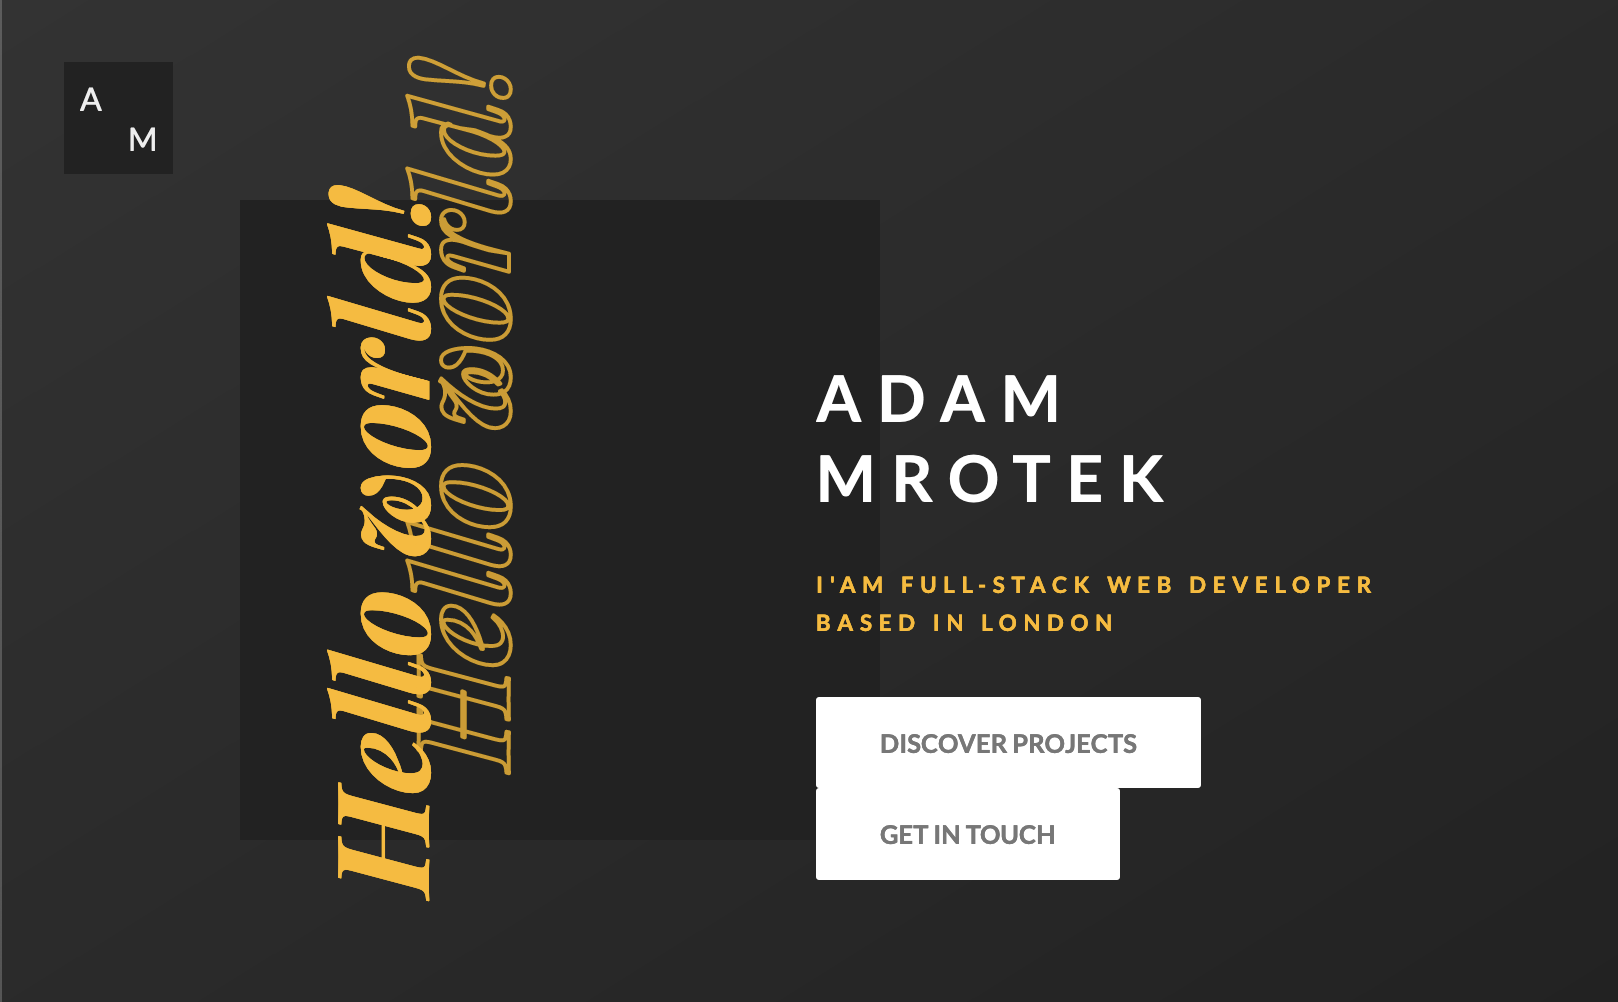 A
M
Hello world!
Hello world!
ADAM
MROTEK
I'AM FULL-STACK WEB DEVELOPER
BASED IN LONDON
DISCOVER PROJECTS
GET IN TOUCH